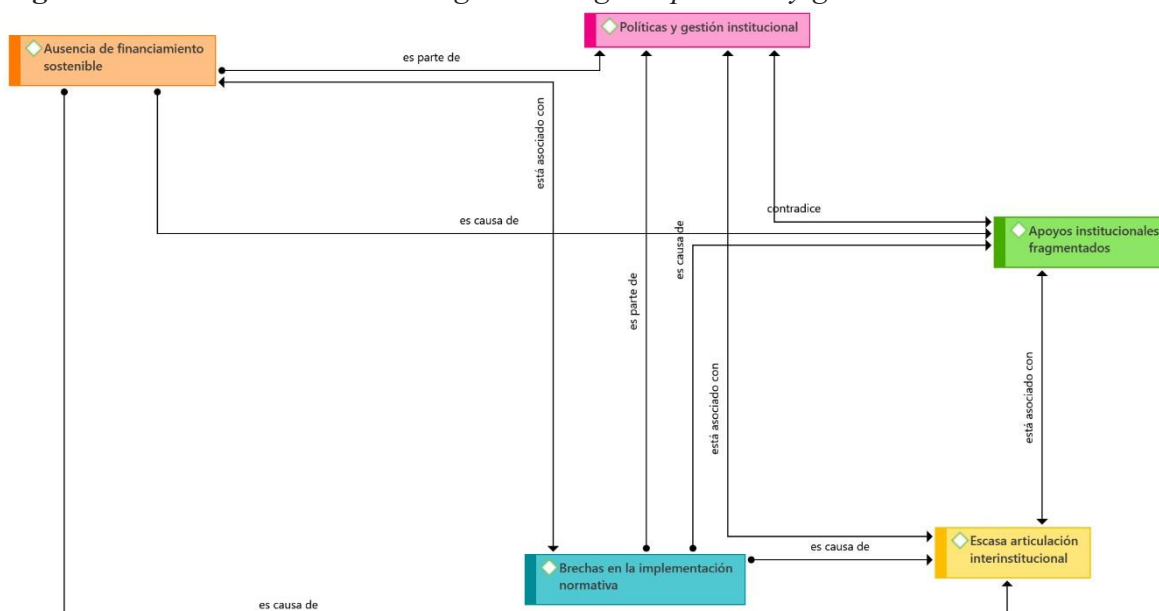 Políticas y gestión institucional
Ausencia de financiamiento
sostenible
es parte de
está asociado con
contradice
es causa de
Apoyos institucionales
fragmentados
es causa de
es parte de
está asociado con
está asociado con
Escasa articulación
interinstitucional
es causa de
Brechas en la implementación
normativa
es causa de